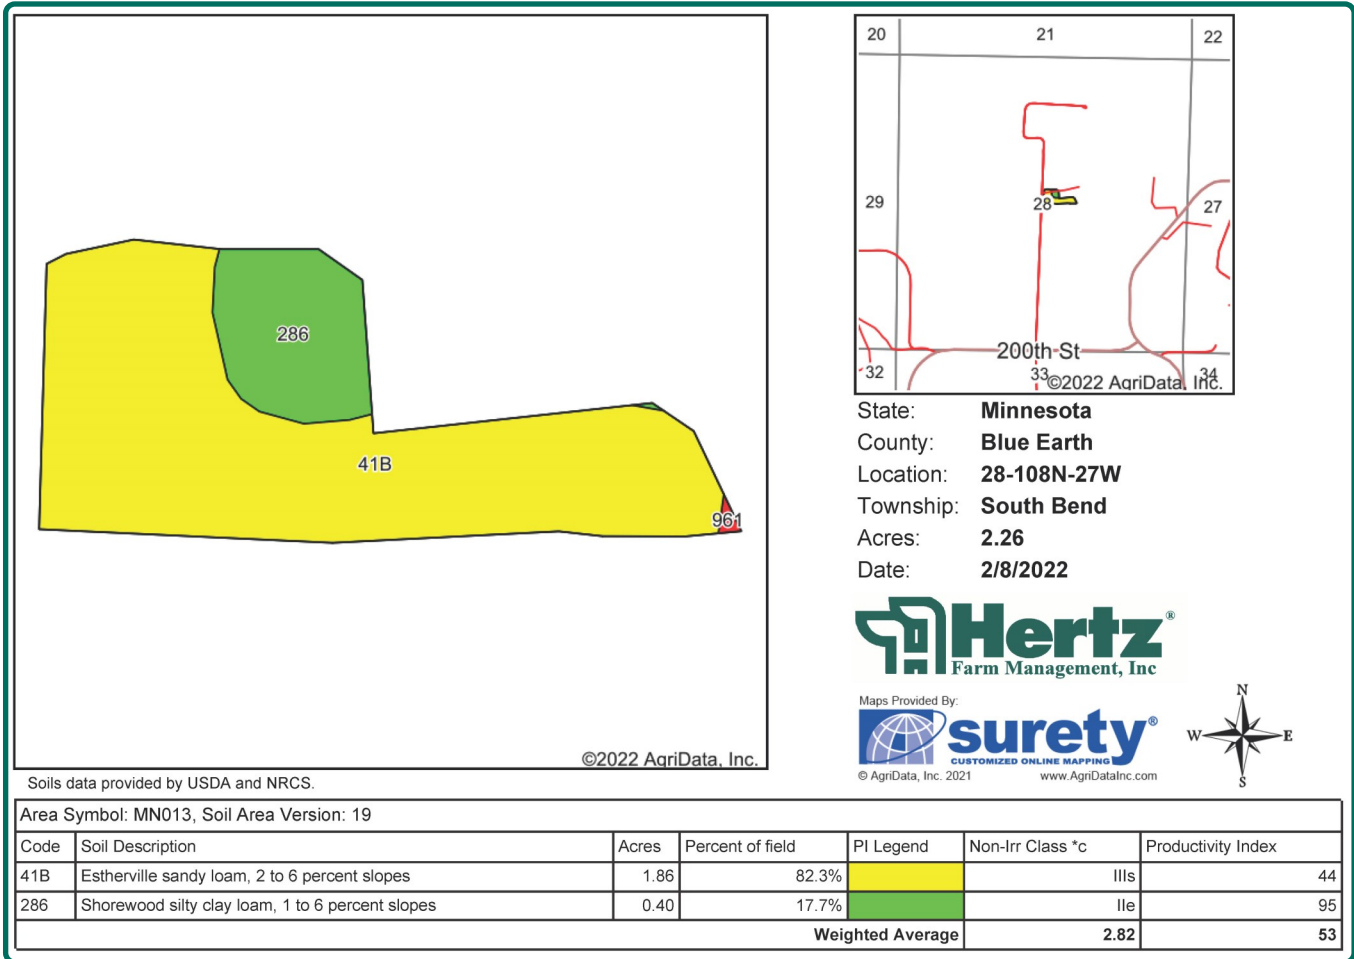 286
41B
961
©2022 AgriData, Inc.
Soils data provided by USDA and NRCS.
20
21
22
29
28
27
200th St
32
33
34
©2022 AgriData, Inc.
State: Minnesota
County: Blue Earth
Location: 28-108N-27W
Township: South Bend
Acres: 2.26
Date: 2/8/2022
Hertz®
Farm Management, Inc
Maps Provided By:
surety®
CUSTOMIZED ONLINE MAPPING
© AgriData, Inc. 2021 www.AgriDataInc.com
N
W E
S
Area Symbol: MN013, Soil Area Version: 19
Code Soil Description Acres Percent of field PI Legend Non-Irr Class *c Productivity Index
41B Estherville sandy loam, 2 to 6 percent slopes 1.86 82.3% IIIs 44
286 Shorewood silty clay loam, 1 to 6 percent slopes 0.40 17.7% IIe 95
Weighted Average 2.82 53